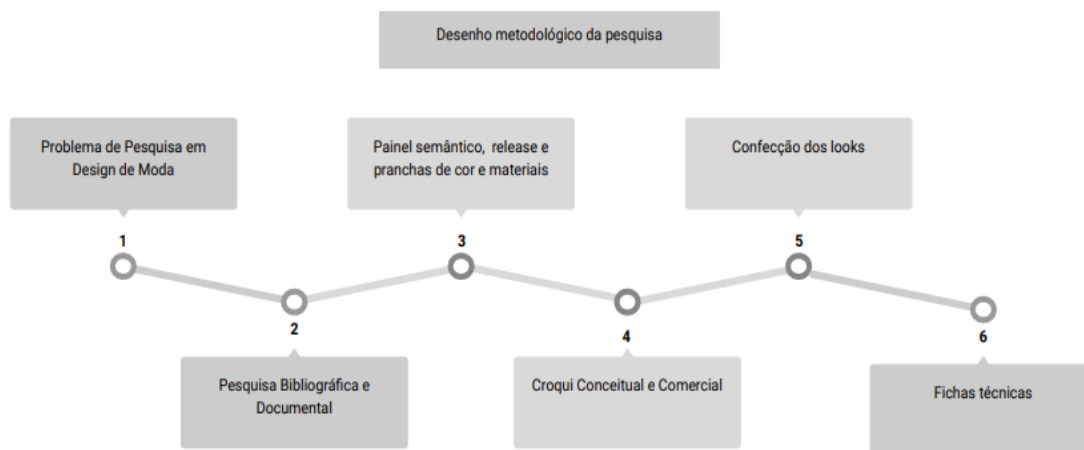 Desenho metodológico da pesquisa
Problema de Pesquisa em
Design de Moda
Painel semântico, release e
pranchas de cor e materiais
Confecção dos looks
1
3
5
2
4
6
Pesquisa Bibliográfica e
Documental
Croqui Conceitual e Comercial
Fichas técnicas